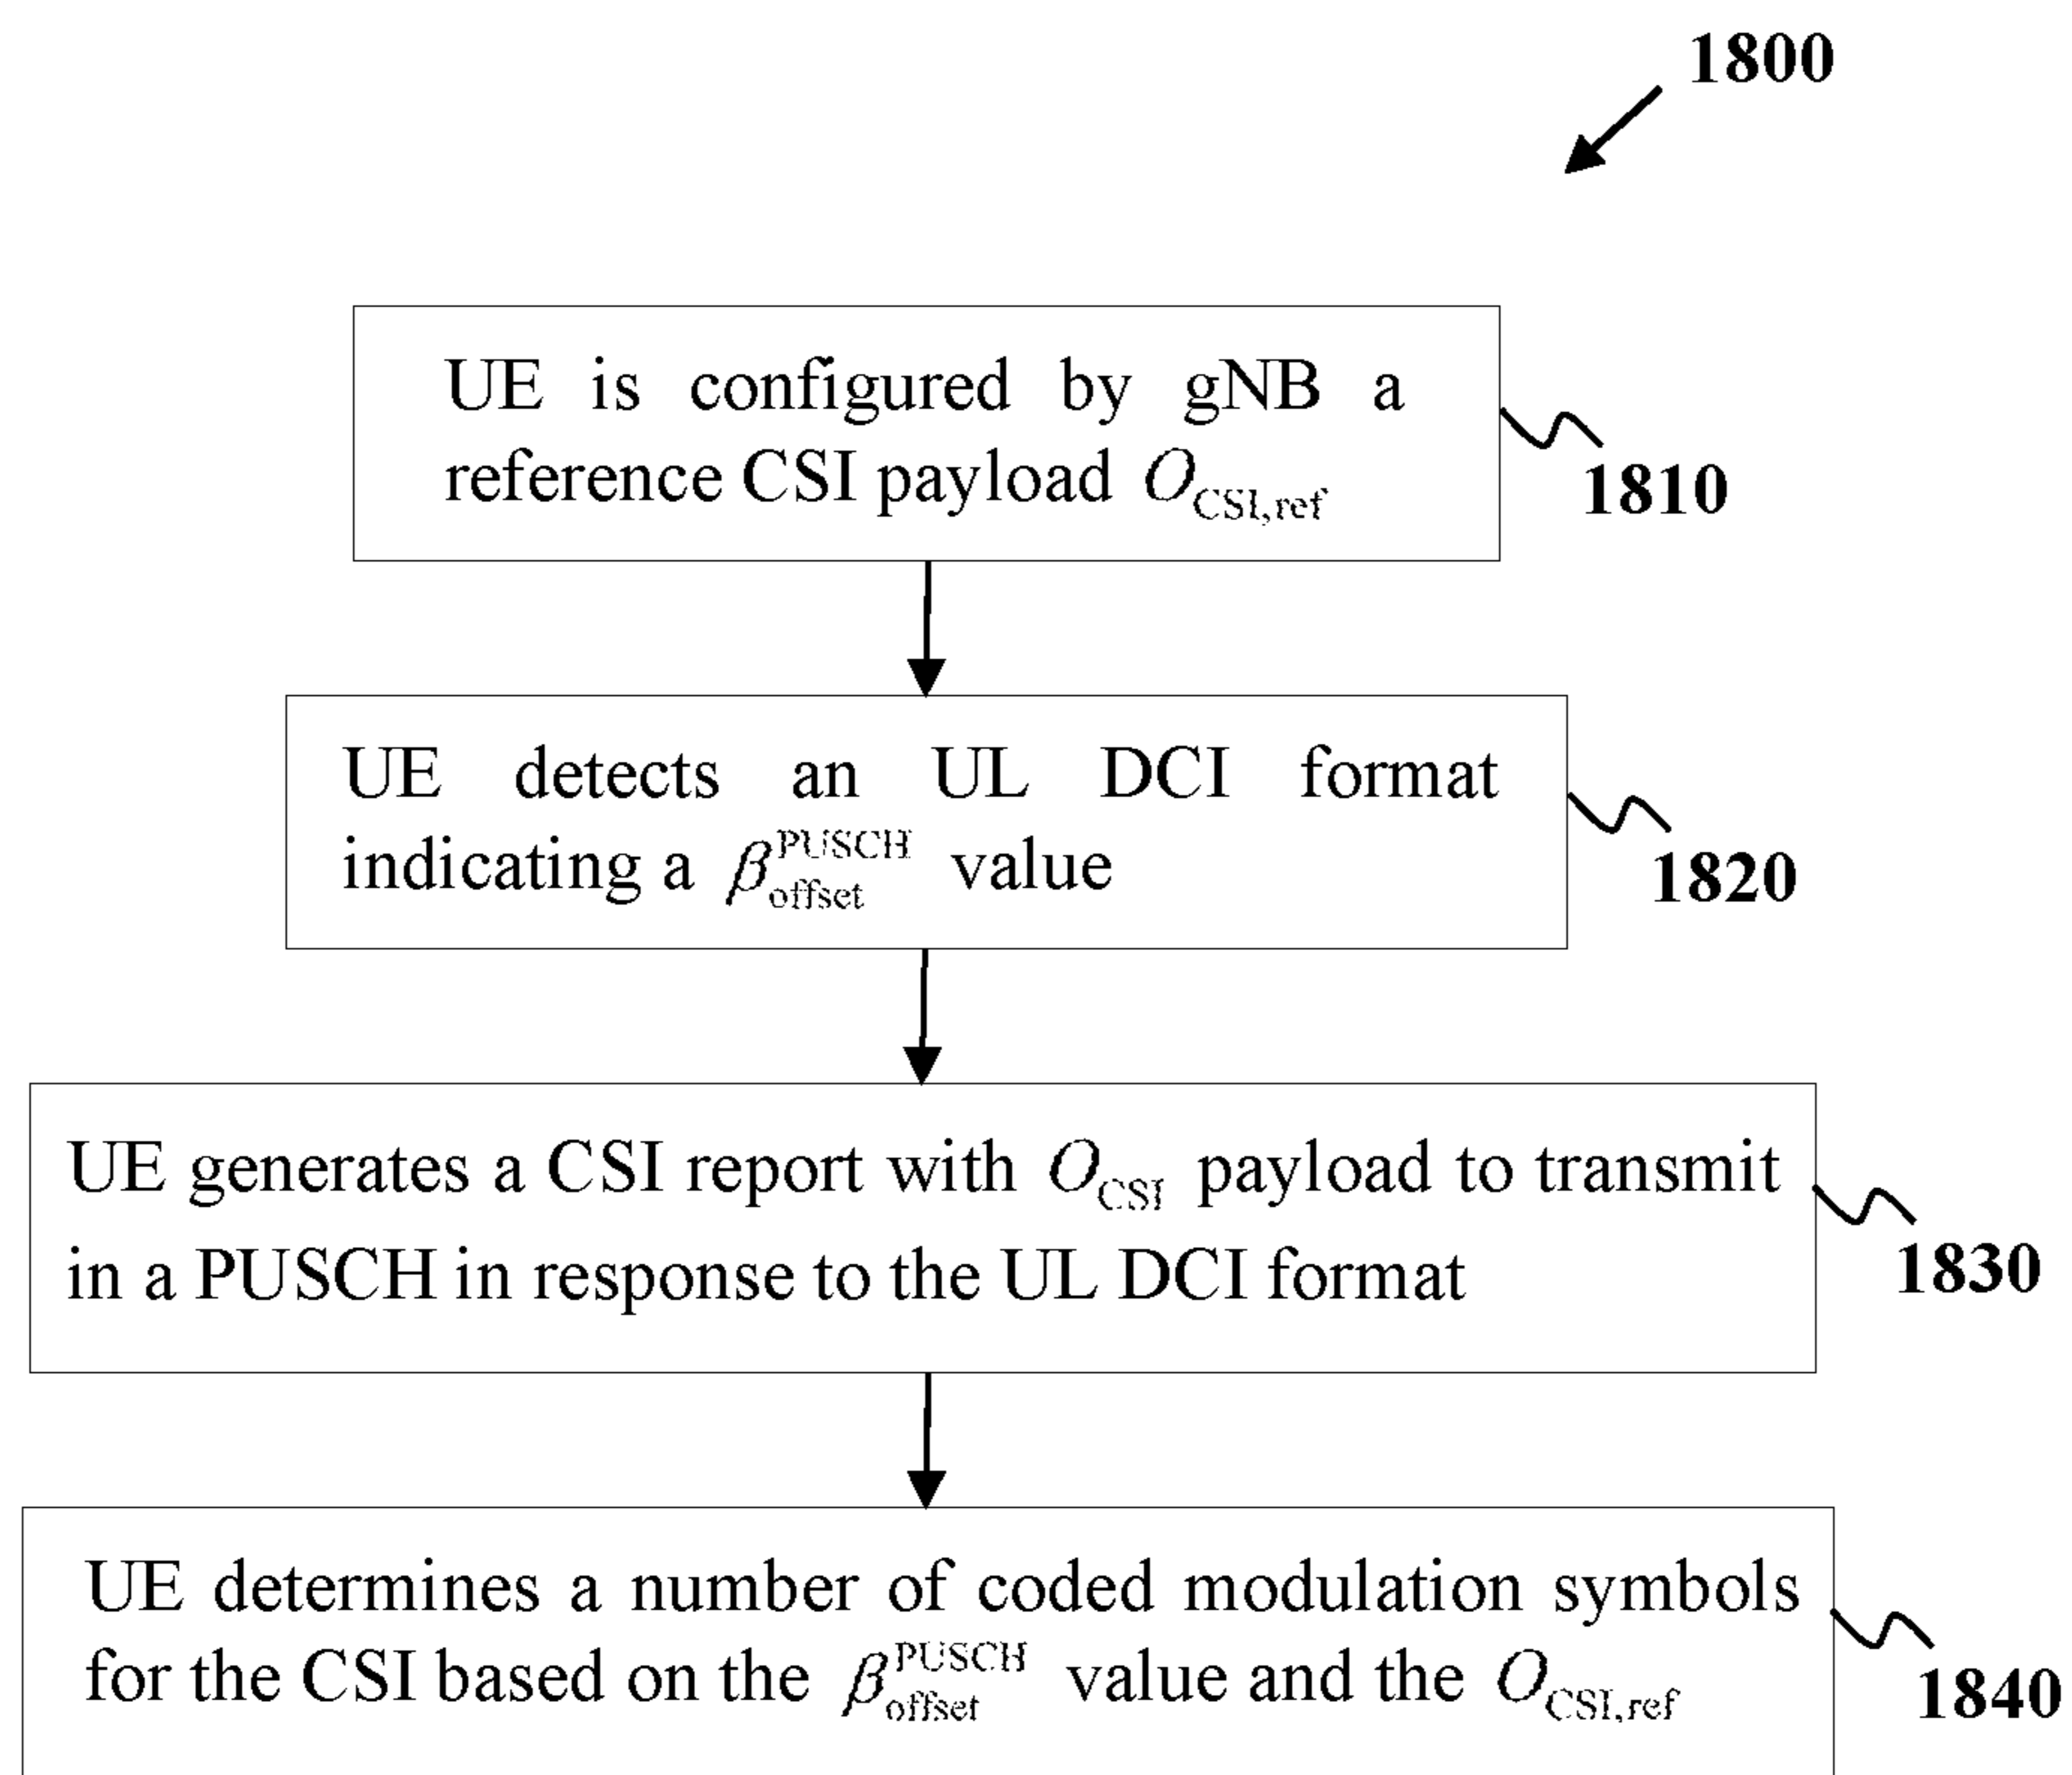 1800
UE is configured by gNB a
reference CSI payload O_CSI,ref
1810
UE detects an UL DCI format
indicating a β_offset^PUSCH value
1820
UE generates a CSI report with O_CSI payload to transmit
in a PUSCH in response to the UL DCI format
1830
UE determines a number of coded modulation symbols
for the CSI based on the β_offset^PUSCH value and the O_CSI,ref
1840